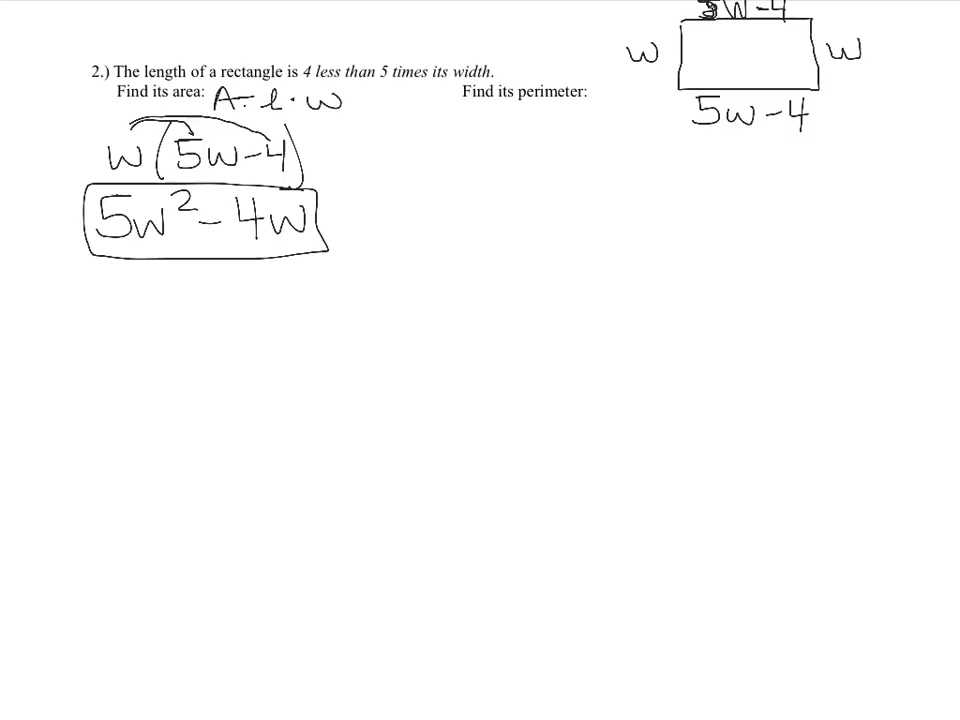 5W-4
W W
2.) The length of a rectangle is 4 less than 5 times its width.
Find its area: A = l · w Find its perimeter:
5w-4
w(5w-4)
5w²-4w